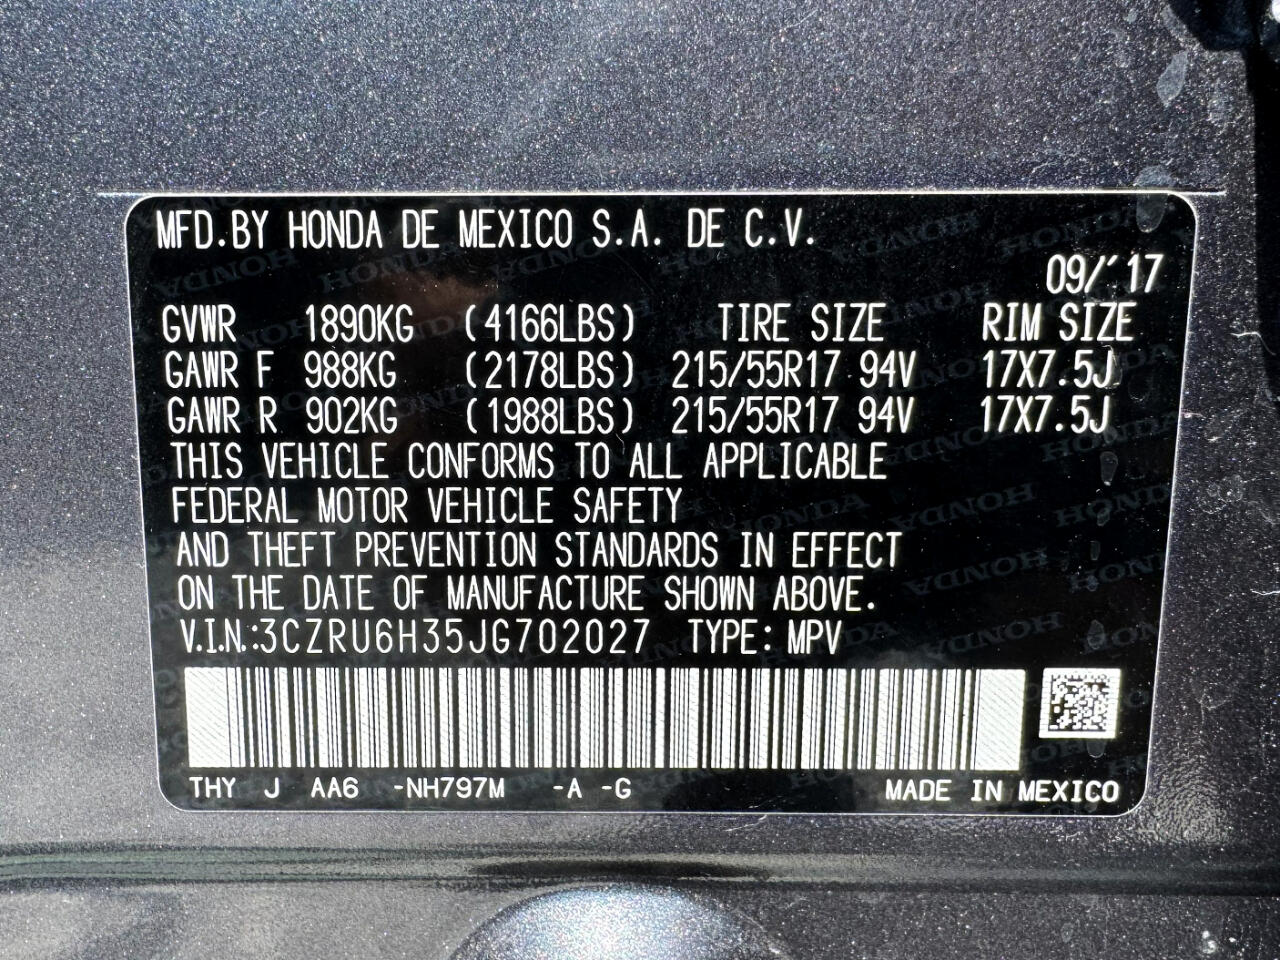 MFD.BY HONDA DE MEXICO S.A. DE C.V.
09/´17
GVWR 1890KG (4166LBS) TIRE SIZE RIM SIZE
GAWR F 988KG (2178LBS) 215/55R17 94V 17X7.5J
GAWR R 902KG (1988LBS) 215/55R17 94V 17X7.5J
THIS VEHICLE CONFORMS TO ALL APPLICABLE
FEDERAL MOTOR VEHICLE SAFETY
AND THEFT PREVENTION STANDARDS IN EFFECT
ON THE DATE OF MANUFACTURE SHOWN ABOVE.
V.I.N.:3CZRU6H35JG702027 TYPE: MPV
THY J AA6 -NH797M -A -G MADE IN MEXICO